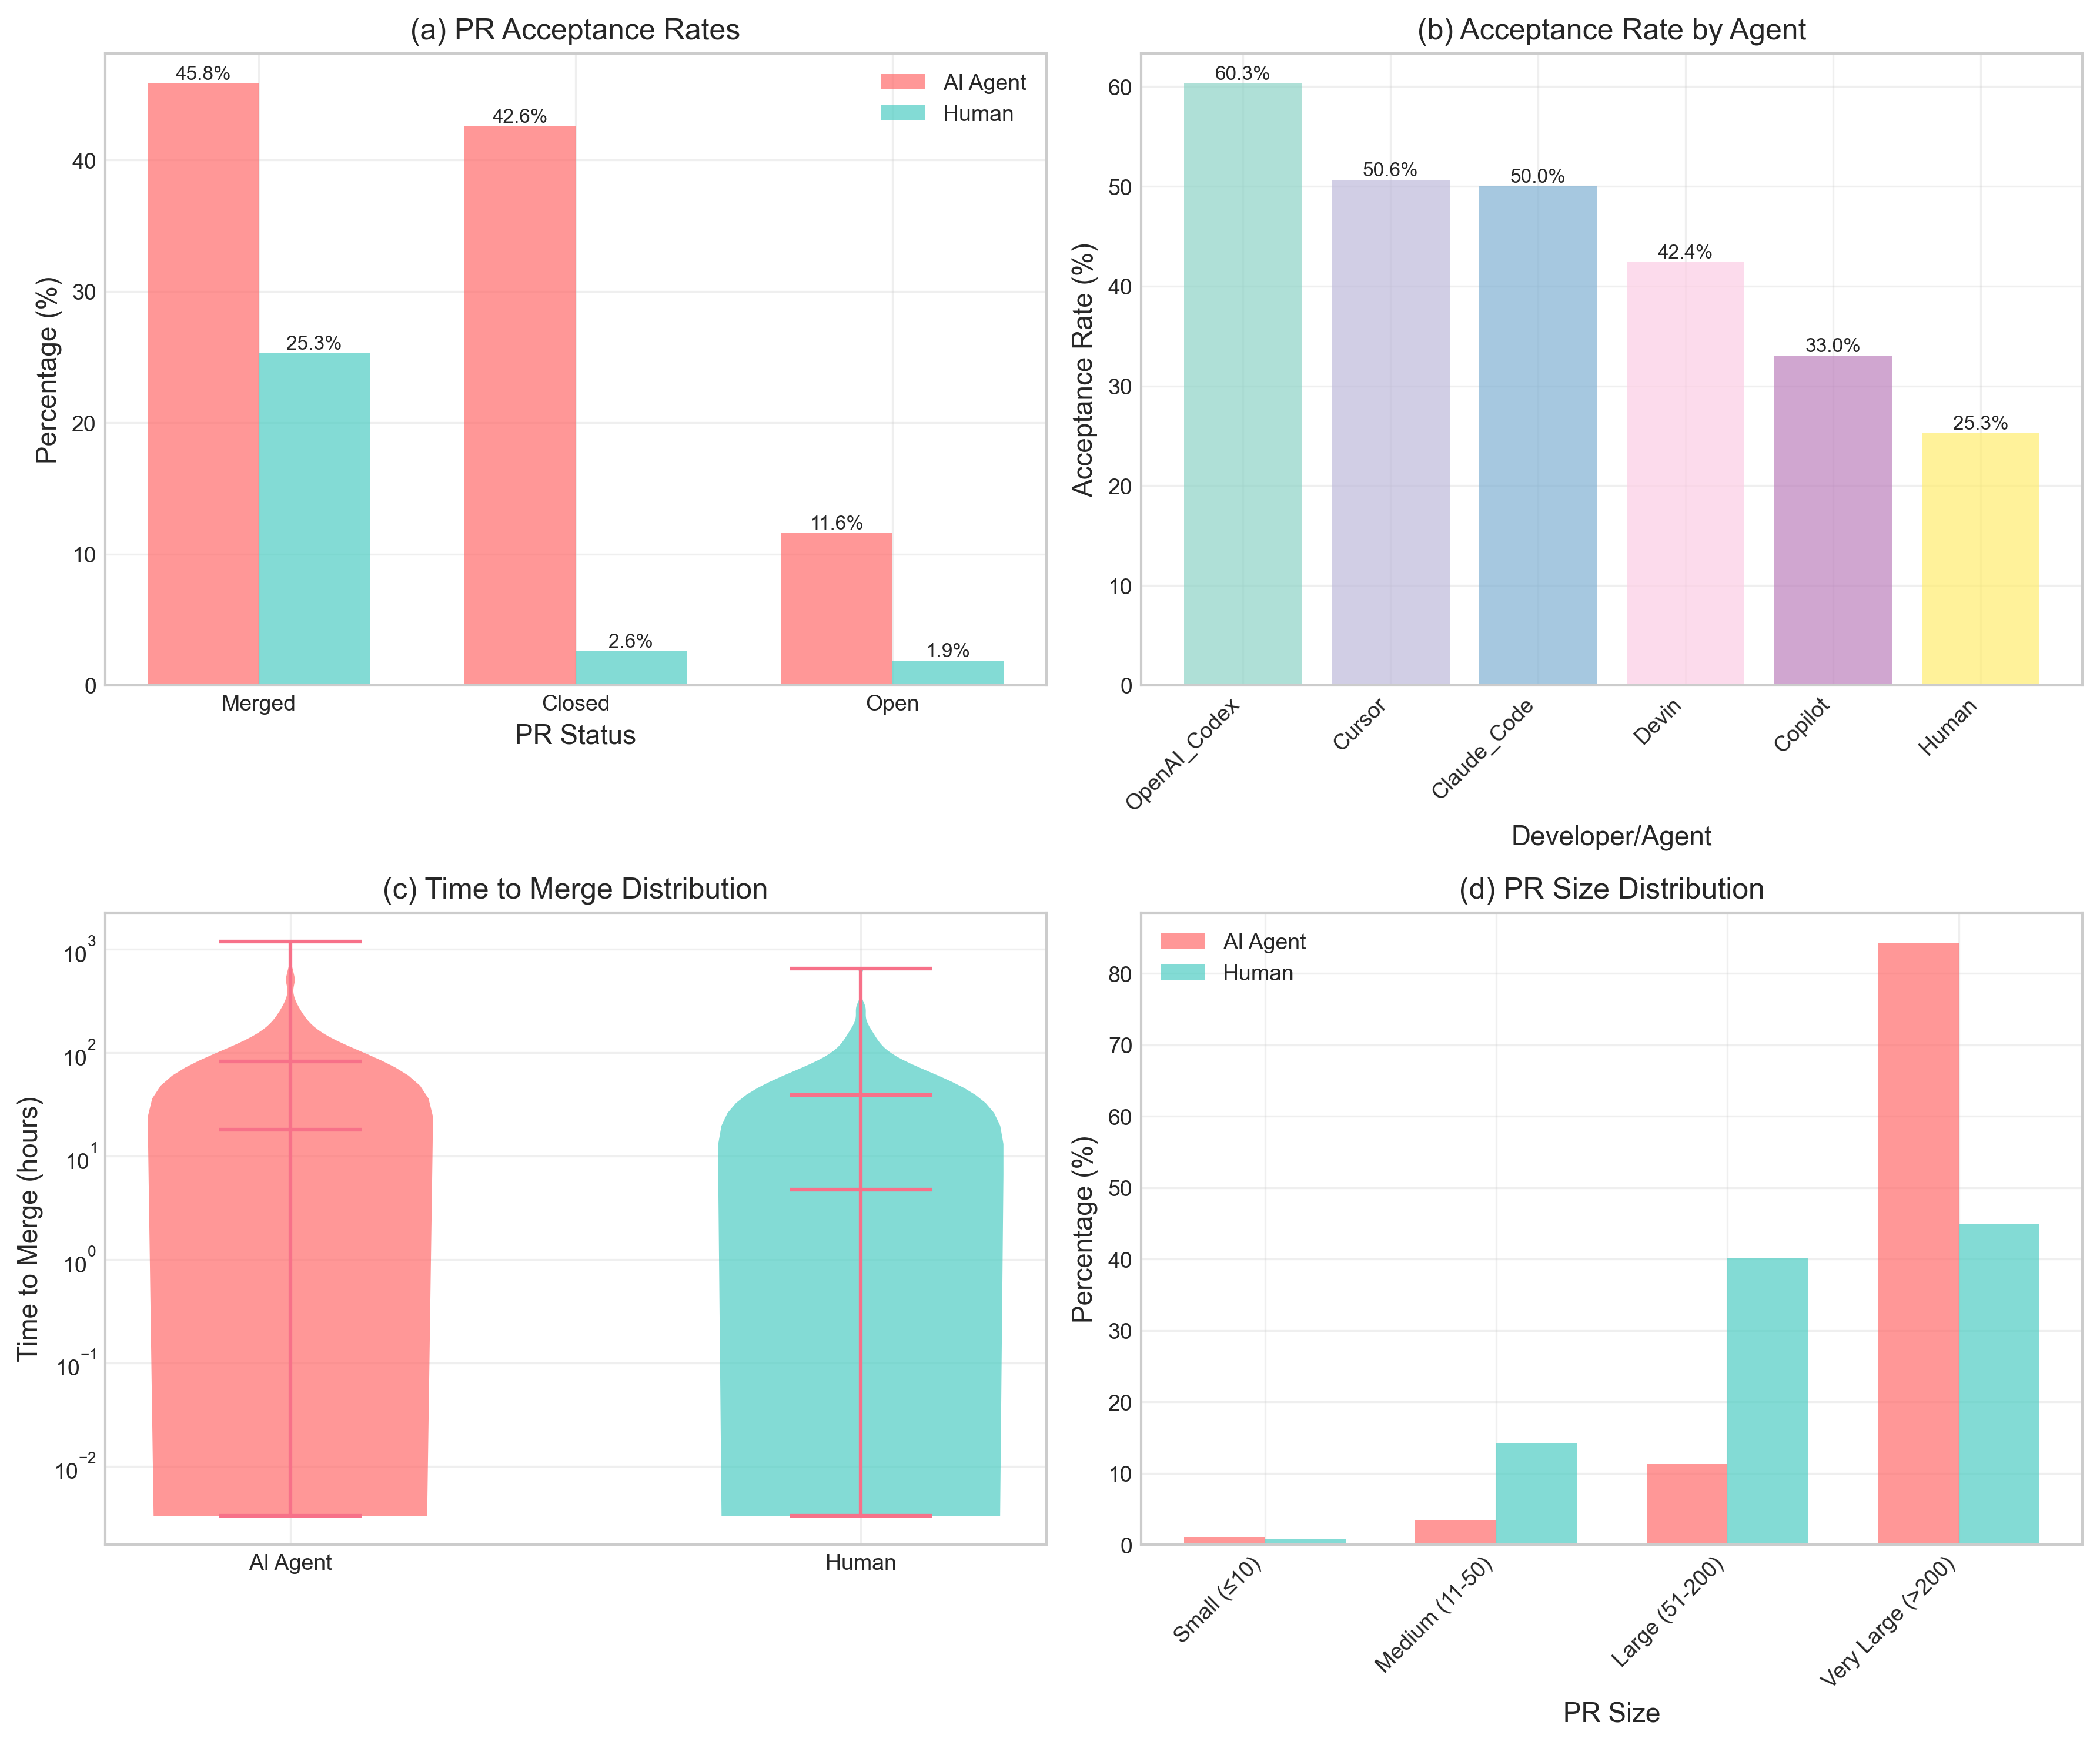 (a) PR Acceptance Rates
45.8%
42.6%
25.3%
11.6%
2.6%
1.9%
AI Agent
Human
40
30
20
10
0
Percentage (%)
Merged
Closed
Open
PR Status
(b) Acceptance Rate by Agent
60.3%
50.6%
50.0%
42.4%
33.0%
25.3%
60
50
40
30
20
10
0
Acceptance Rate (%)
OpenAI_Codex
Cursor
Claude_Code
Devin
Copilot
Human
Developer/Agent
(c) Time to Merge Distribution
10³
10²
10¹
10⁰
10⁻¹
10⁻²
Time to Merge (hours)
AI Agent
Human
(d) PR Size Distribution
AI Agent
Human
80
70
60
50
40
30
20
10
0
Percentage (%)
Small (≤10)
Medium (11-50)
Large (51-200)
Very Large (>200)
PR Size